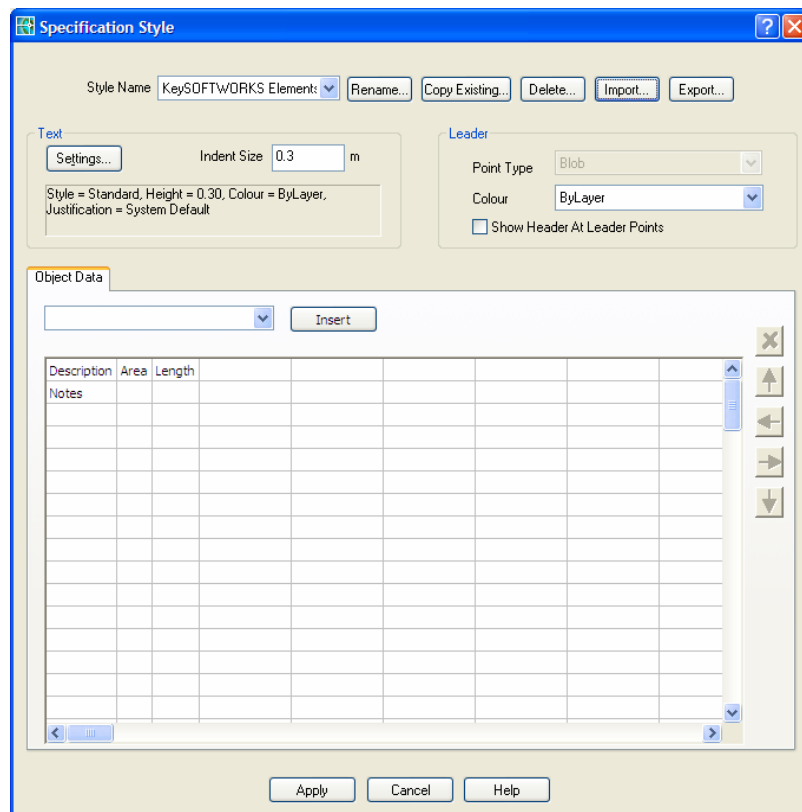 Specification Style
Style Name KeySOFTWORKS Element: Rename... Copy Existing... Delete... Import... Export...
Text
Settings... Indent Size 0.3 m
Style = Standard, Height = 0.30, Colour = ByLayer,
Justification = System Default
Leader
Point Type Blob
Colour ByLayer
Show Header At Leader Points
Object Data
Insert
Description Area Length
Notes
Apply Cancel Help